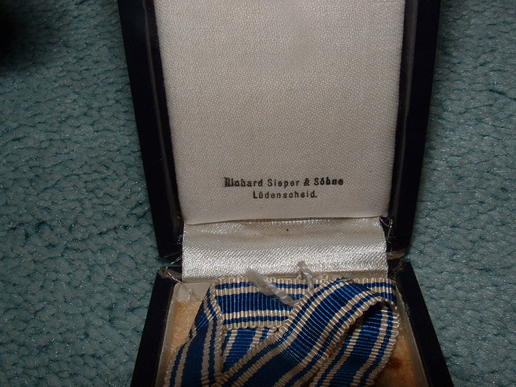 Richard Sieper & Söhne
Lüdenscheid.